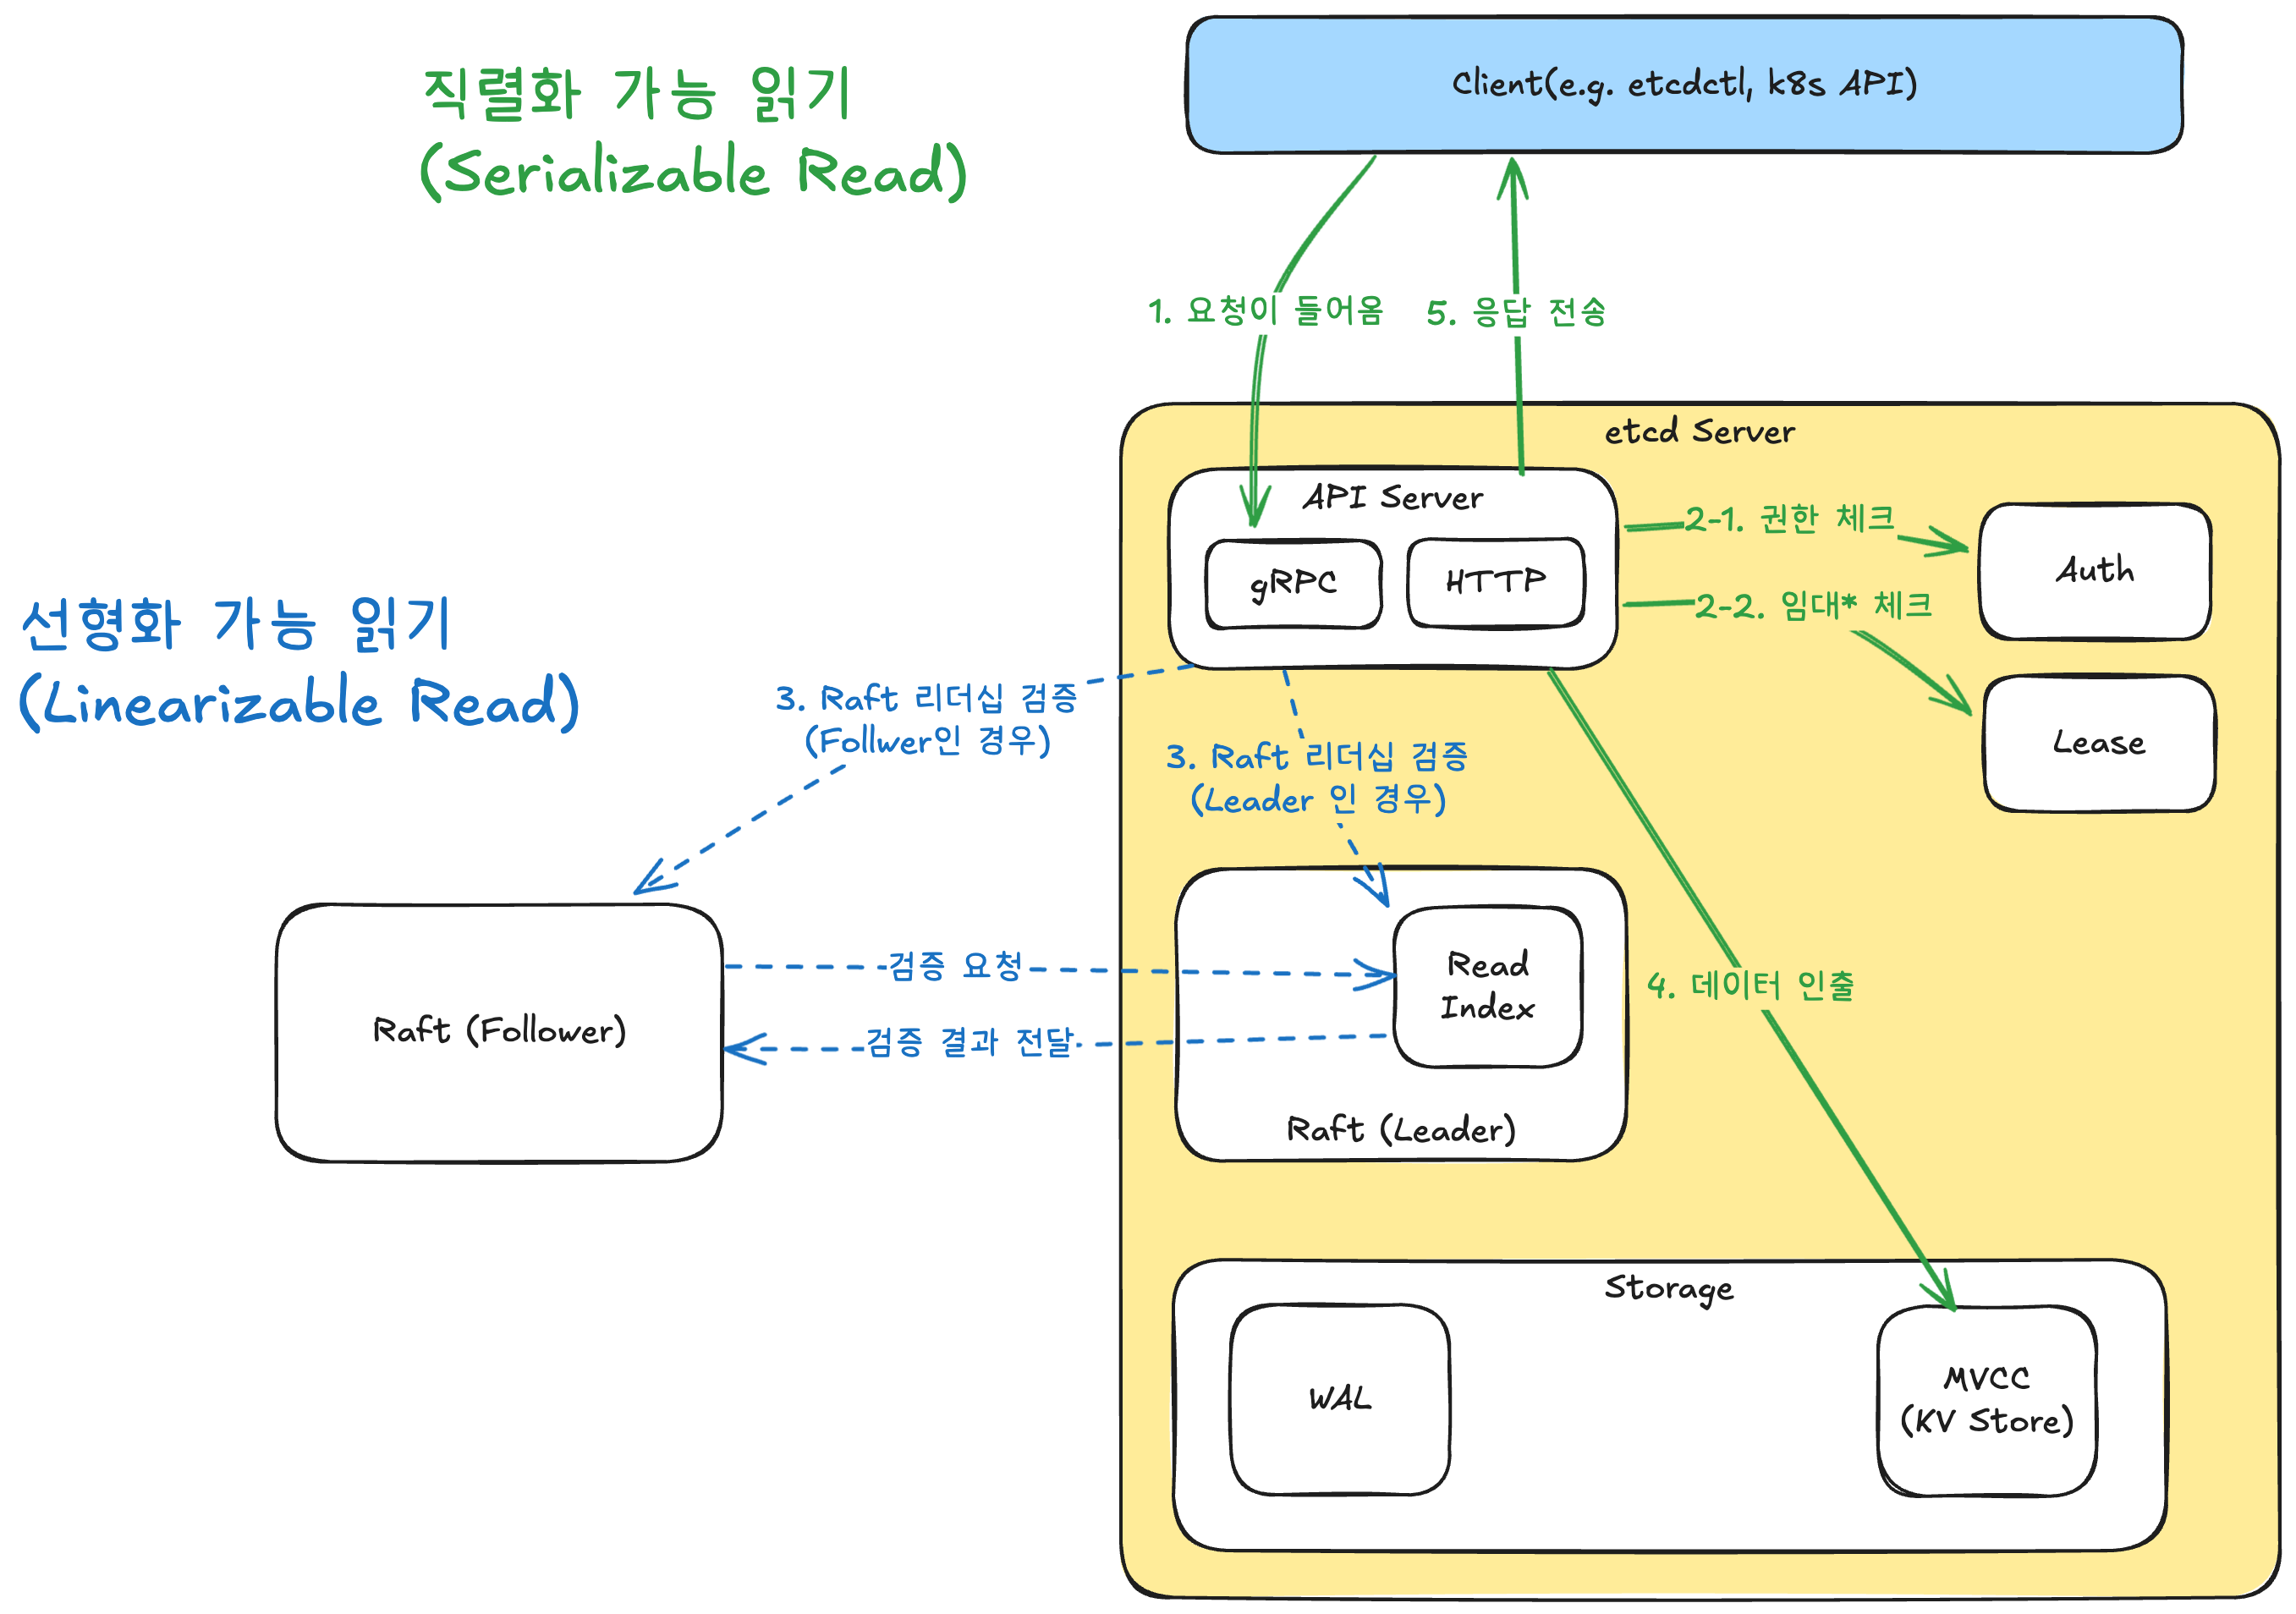 직렬화 가능 읽기
(Serializable Read)
Client(e.g. etcdctl, k8s API)
1. 요청이 들어옴
5. 응답 전송
etcd Server
API Server
gRPC
HTTP
2-1. 권한 체크
Auth
2-2. 임대* 체크
Lease
선형화 가능 읽기
(Linearizable Read)
3. Raft 리더십 검증
(Follwer인 경우)
3. Raft 리더십 검증
(Leader 인 경우)
Raft (Follower)
검증 요청
검증 결과 전달
Read
Index
Raft (Leader)
4. 데이터 인출
Storage
WAL
MVCC
(KV Store)